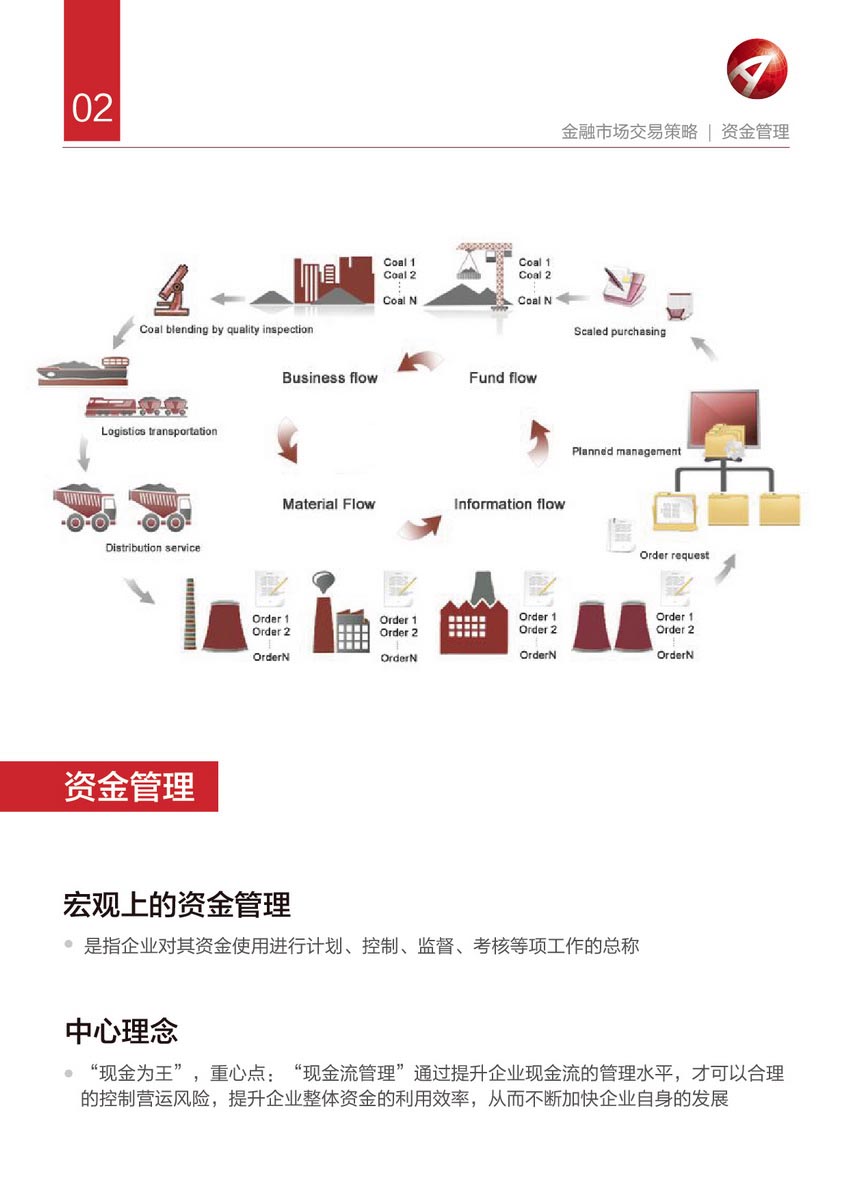 02
金融市场交易策略 | 资金管理
Coal 1
Coal 2
Coal N
Coal 1
Coal 2
Coal N
Coal blending by quality inspection
Scaled purchasing
Business flow
Fund flow
Logistics transportation
Planned management
Material Flow
Information flow
Distribution service
Order request
Order 1
Order 2
OrderN
Order 1
Order 2
OrderN
Order 1
Order 2
OrderN
Order 1
Order 2
OrderN
资金管理
宏观上的资金管理
是指企业对其资金使用进行计划、控制、监督、考核等项工作的总称
中心理念
“现金为王”，重心点：“现金流管理”通过提升企业现金流的管理水平，才可以合理
的控制营运风险，提升企业整体资金的利用效率，从而不断加快企业自身的发展